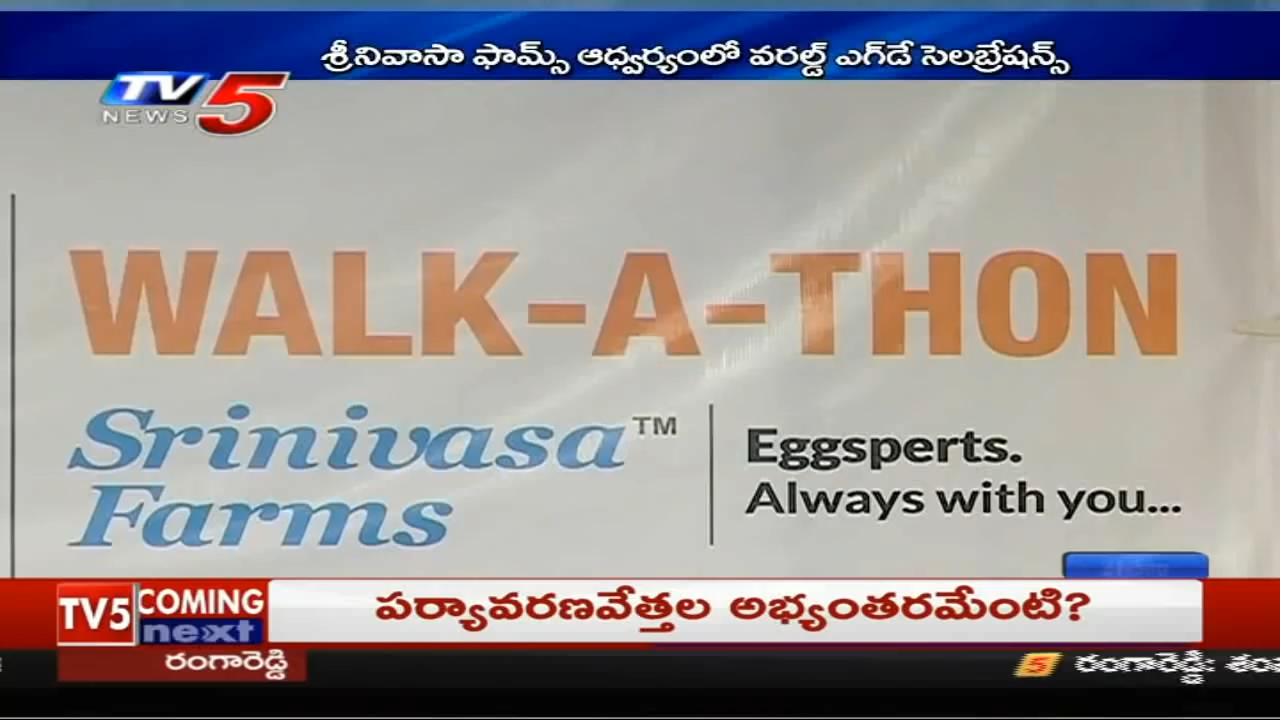 శ్రీనివాసా ఫామ్స్ ఆధ్వర్యంలో వరల్డ్ ఎగ్‌డే సెలబ్రేషన్స్
TV5
NEWS
WALK-A-THON
Srinivasa™
Farms
Eggsperts.
Always with you...
TV5 COMING next
పర్యావరణవేత్తల అభ్యంతరమేంటి?
రంగారెడ్డి
5 రంగారెడ్డి: